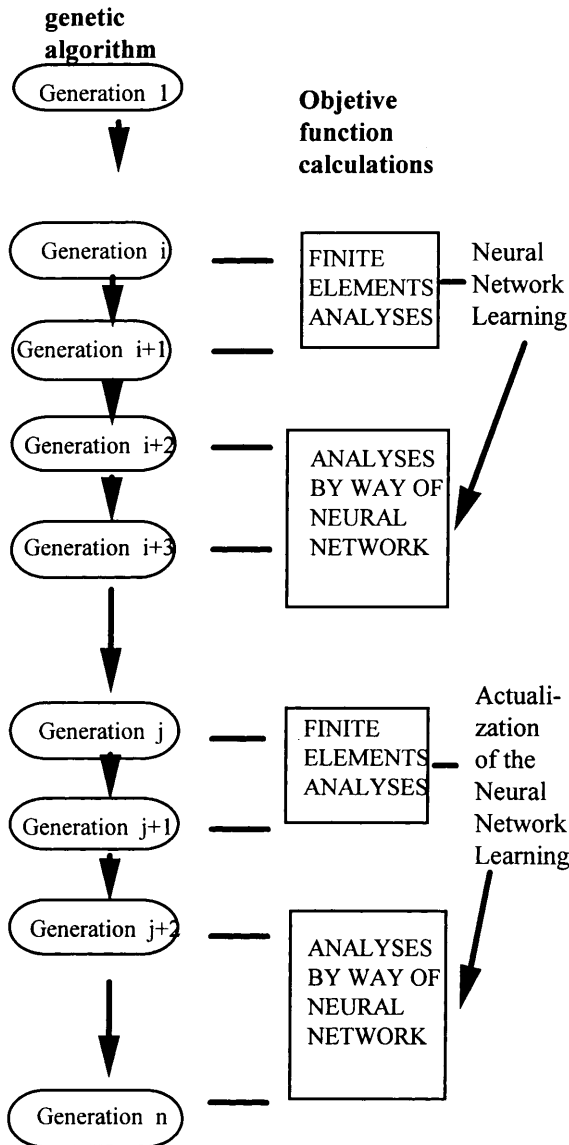 genetic
algorithm
Generation 1
Objetive
function
calculations
Generation i
FINITE
ELEMENTS
ANALYSES
Neural
Network
Learning
Generation i+1
Generation i+2
ANALYSES
BY WAY OF
NEURAL
NETWORK
Generation i+3
Generation j
FINITE
ELEMENTS
ANALYSES
Actuali-
zation
of the
Neural
Network
Learning
Generation j+1
Generation j+2
ANALYSES
BY WAY OF
NEURAL
NETWORK
Generation n